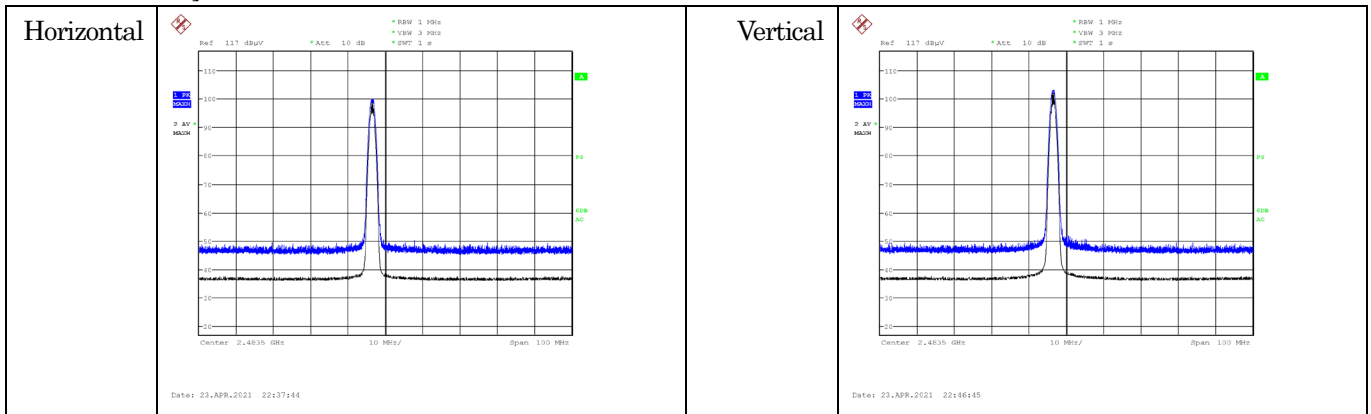 Horizontal
* RBW 1 MHz
* VBW 3 MHz
Ref 117 dBµV * Att 10 dB * SWT 1 s
110
A
1 PK
MAXH
100
2 AV *
MAXH
90
80
PS
70
60
6DB
AC
50
40
30
20
Center 2.4835 GHz 10 MHz/ Span 100 MHz
Date: 23.APR.2021 22:37:44
Vertical
* RBW 1 MHz
* VBW 3 MHz
Ref 117 dBµV * Att 10 dB * SWT 1 s
110
A
1 PK
MAXH
100
2 AV *
MAXH
90
80
PS
70
60
6DB
AC
50
40
30
20
Center 2.4835 GHz 10 MHz/ Span 100 MHz
Date: 23.APR.2021 22:46:45